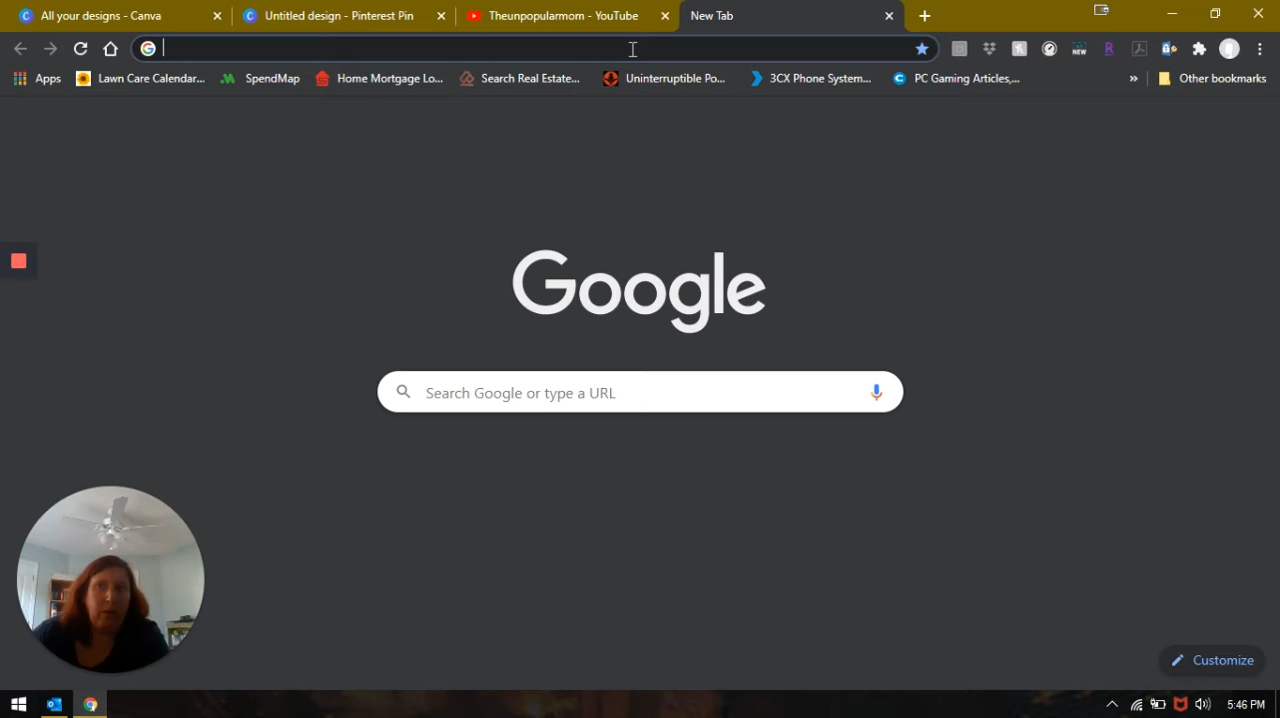 All your designs - Canva
Untitled design - Pinterest Pin
Theunpopularmom - YouTube
New Tab
Apps
Lawn Care Calendar...
SpendMap
Home Mortgage Lo...
Search Real Estate...
Uninterruptible Po...
3CX Phone System...
PC Gaming Articles,...
Other bookmarks
Google
Search Google or type a URL
Customize
5:46 PM